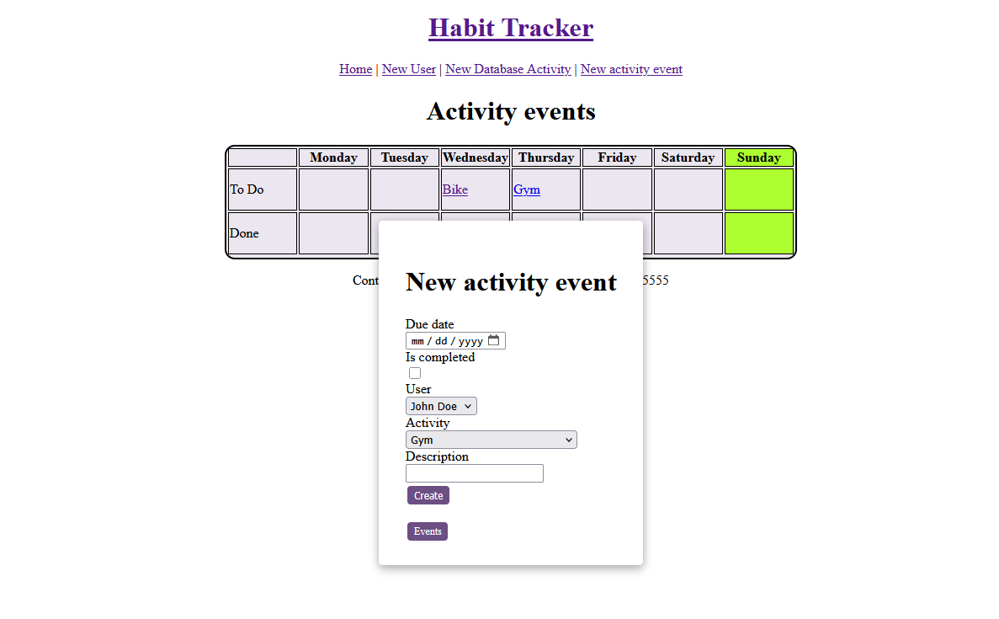 Habit Tracker
Home | New User | New Database Activity | New activity event
Activity events
Monday Tuesday Wednesday Thursday Friday Saturday Sunday
To Do Bike Gym
Done
Cont 5555
New activity event
Due date
mm / dd / yyyy
Is completed
User
John Doe
Activity
Gym
Description
Create
Events